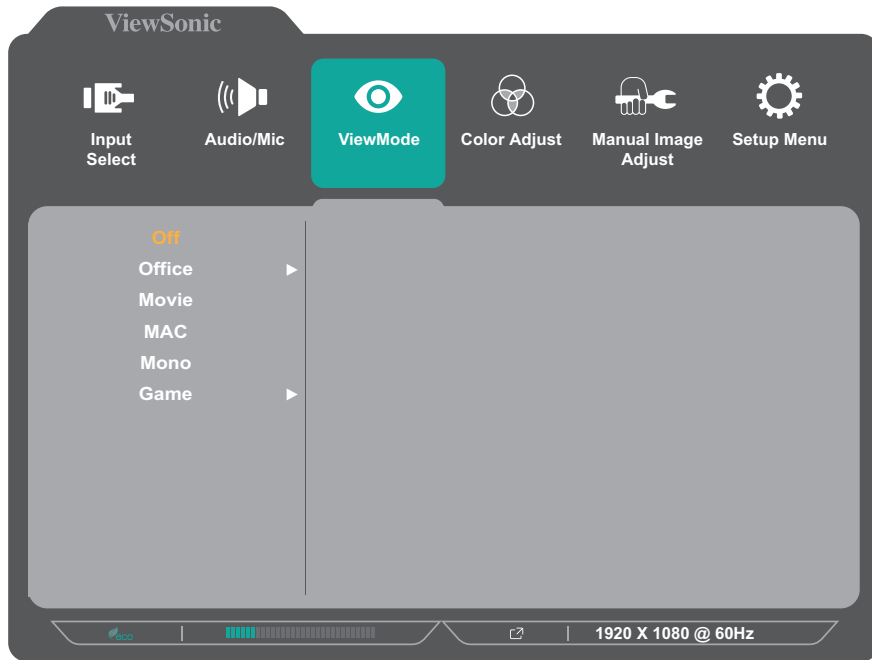 ViewSonic
Input
Select
Audio/Mic
ViewMode
Color Adjust
Manual Image
Adjust
Setup Menu
Off
Office
Movie
MAC
Mono
Game
eco
1920 X 1080 @ 60Hz